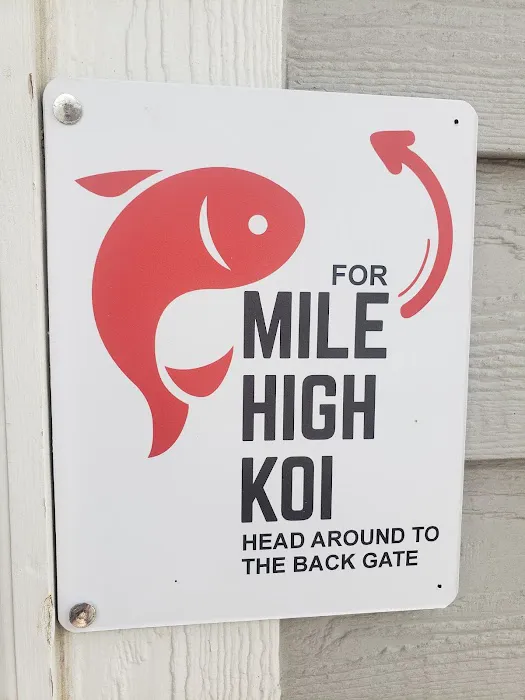 FOR
MILE
HIGH
KOI
HEAD AROUND TO
THE BACK GATE